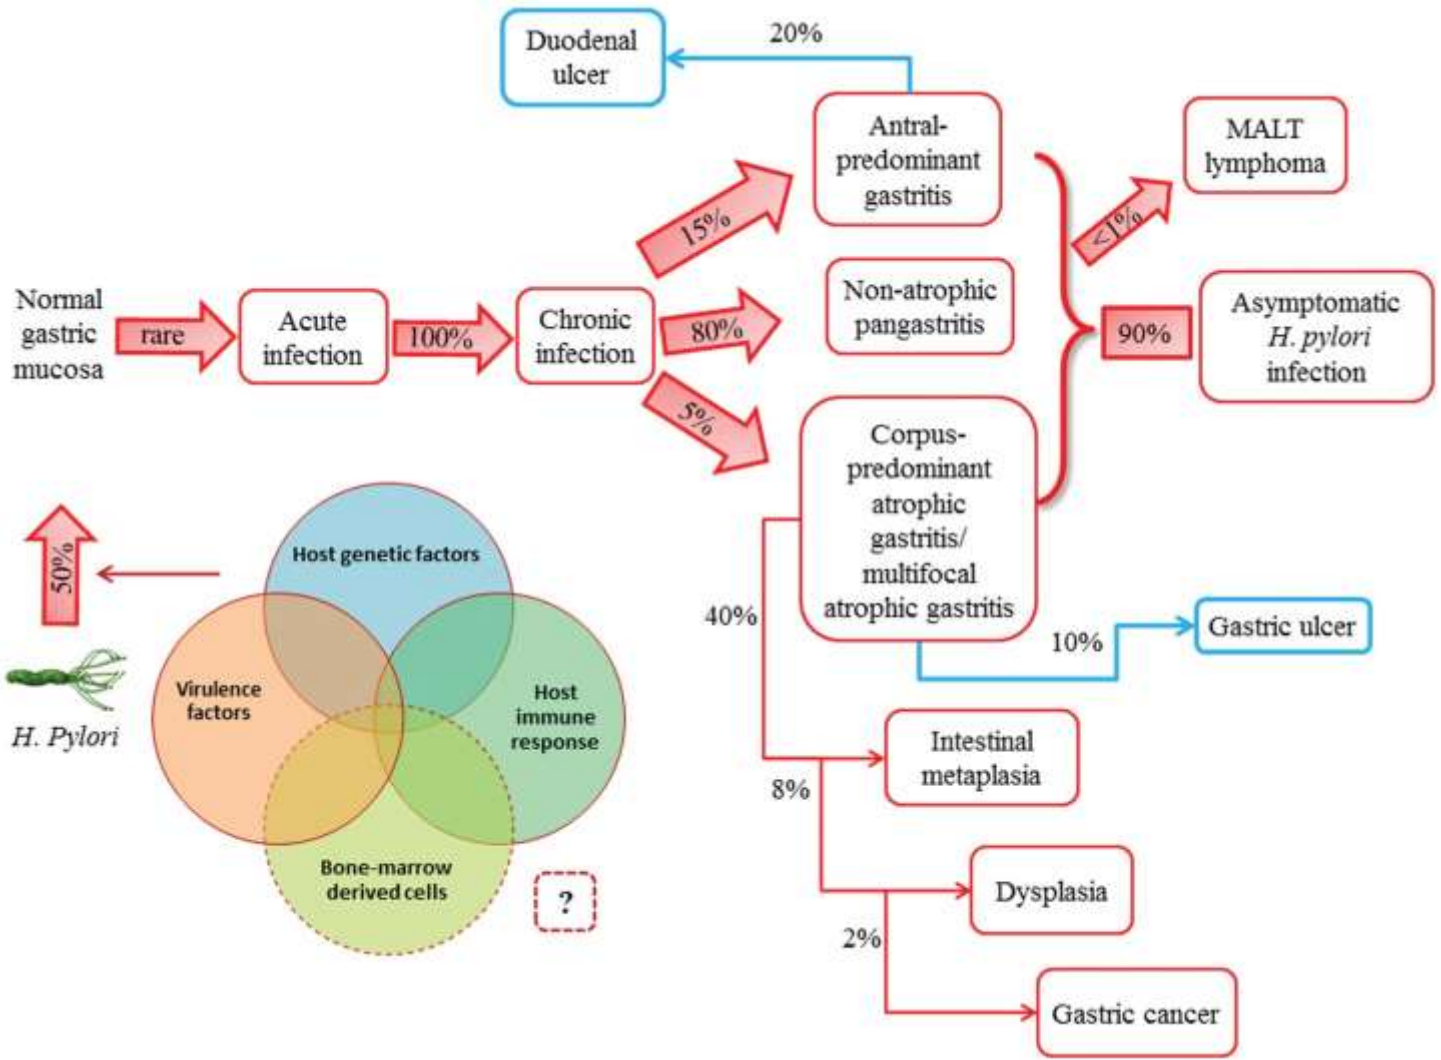 Duodenal
ulcer
20%
Antral-
predominant
gastritis
MALT
lymphoma
15%
<1%
Normal
gastric
mucosa
rare
Acute
infection
100%
Chronic
infection
80%
Non-atrophic
pangastritis
90%
Asymptomatic
H. pylori
infection
5%
Corpus-
predominant
atrophic
gastritis/
multifocal
atrophic gastritis
50%
H. Pylori
Host genetic factors
Virulence
factors
Host
immune
response
Bone-marrow
derived cells
?
40%
10%
Gastric ulcer
Intestinal
metaplasia
8%
Dysplasia
2%
Gastric cancer